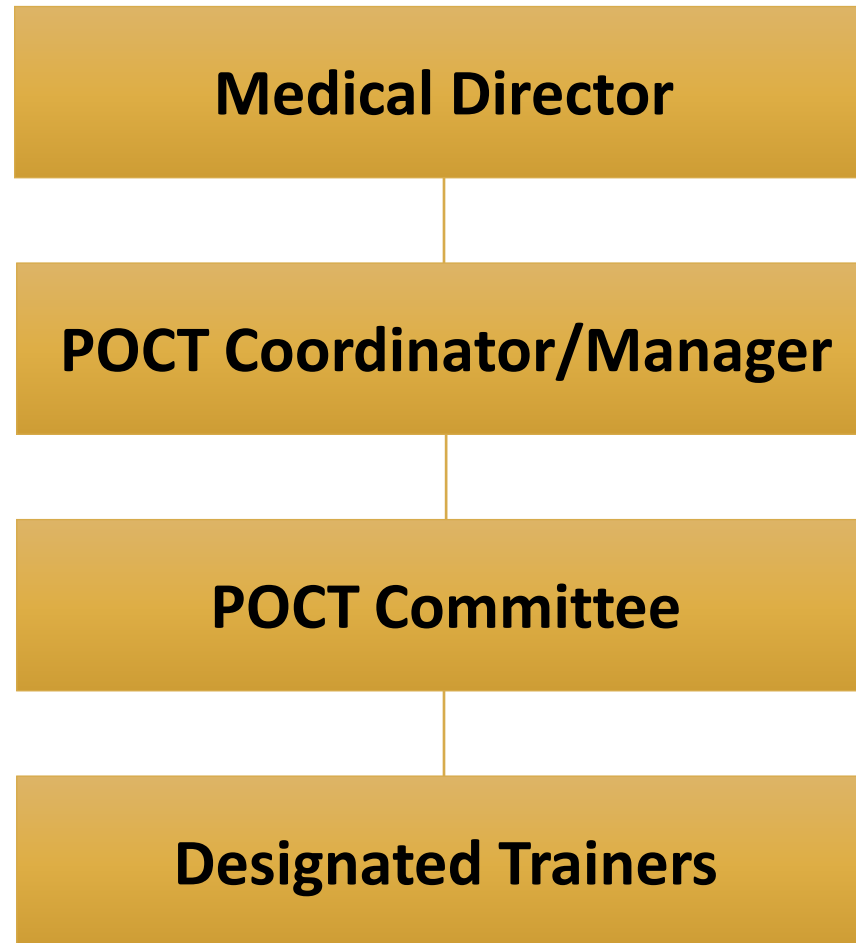 Medical Director
POCT Coordinator/Manager
POCT Committee
Designated Trainers